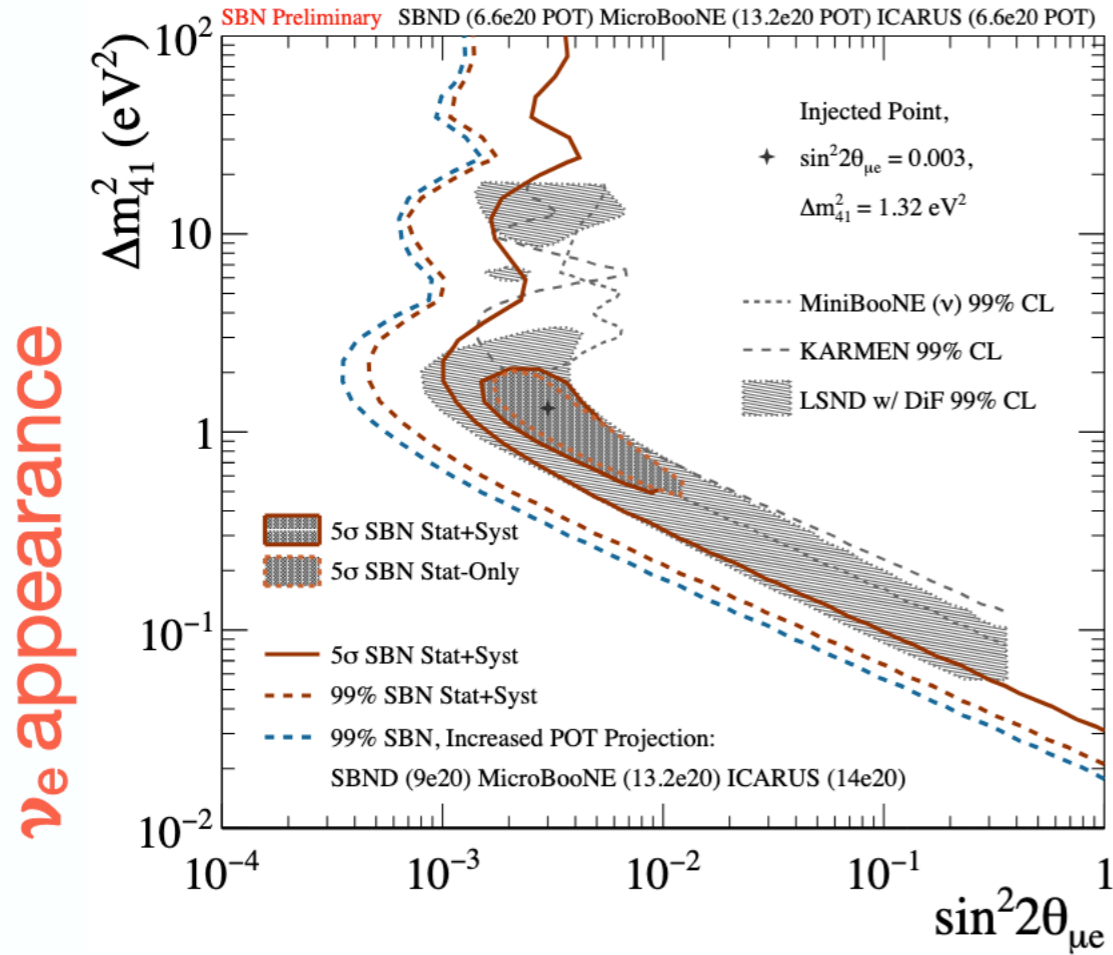 SBN Preliminary SBND (6.6e20 POT) MicroBooNE (13.2e20 POT) ICARUS (6.6e20 POT)
νe appearance
Δm²₄₁ (eV²)
10²
10
1
10⁻¹
10⁻²
Injected Point,
sin²2θμe = 0.003,
Δm²₄₁ = 1.32 eV²
MiniBooNE (ν) 99% CL
KARMEN 99% CL
LSND w/ DiF 99% CL
5σ SBN Stat+Syst
5σ SBN Stat-Only
5σ SBN Stat+Syst
99% SBN Stat+Syst
99% SBN, Increased POT Projection:
SBND (9e20) MicroBooNE (13.2e20) ICARUS (14e20)
10⁻⁴ 10⁻³ 10⁻² 10⁻¹ 1
sin²2θμe